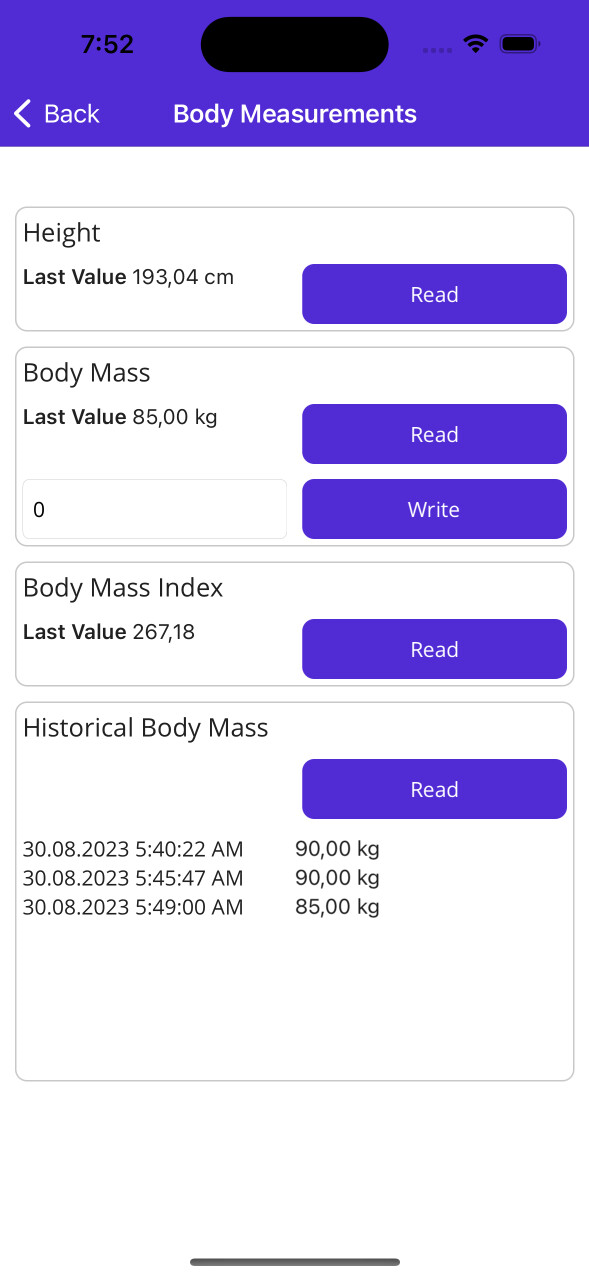 7:52
Back Body Measurements
Height
Last Value 193,04 cm Read
Body Mass
Last Value 85,00 kg Read
0 Write
Body Mass Index
Last Value 267,18 Read
Historical Body Mass
Read
30.08.2023 5:40:22 AM 90,00 kg
30.08.2023 5:45:47 AM 90,00 kg
30.08.2023 5:49:00 AM 85,00 kg